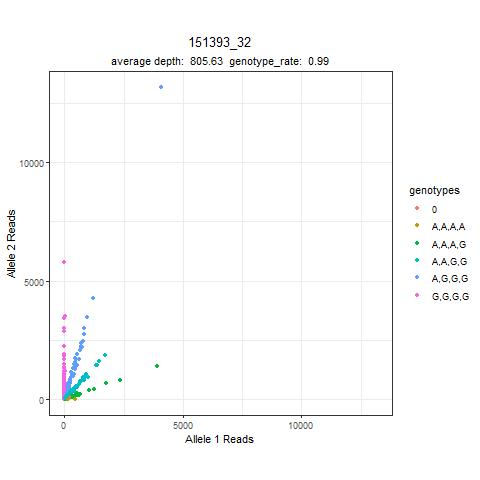 151393_32
average depth:  805.63  genotype_rate:  0.99
Allele 2 Reads
10000
5000
0
0
5000
10000
Allele 1 Reads
genotypes
0
A,A,A,A
A,A,A,G
A,A,G,G
A,G,G,G
G,G,G,G